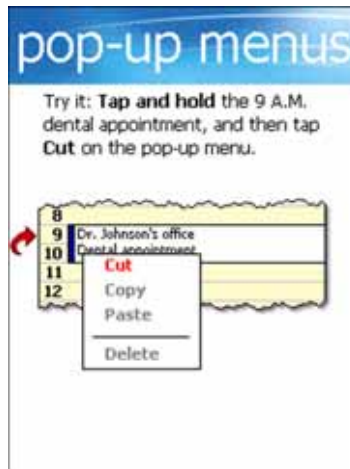 pop-up menus
Try it: Tap and hold the 9 A.M.
dental appointment, and then tap
Cut on the pop-up menu.
8
9 Dr. Johnson's office
10 Dental appointment
11
12
Cut
Copy
Paste
Delete